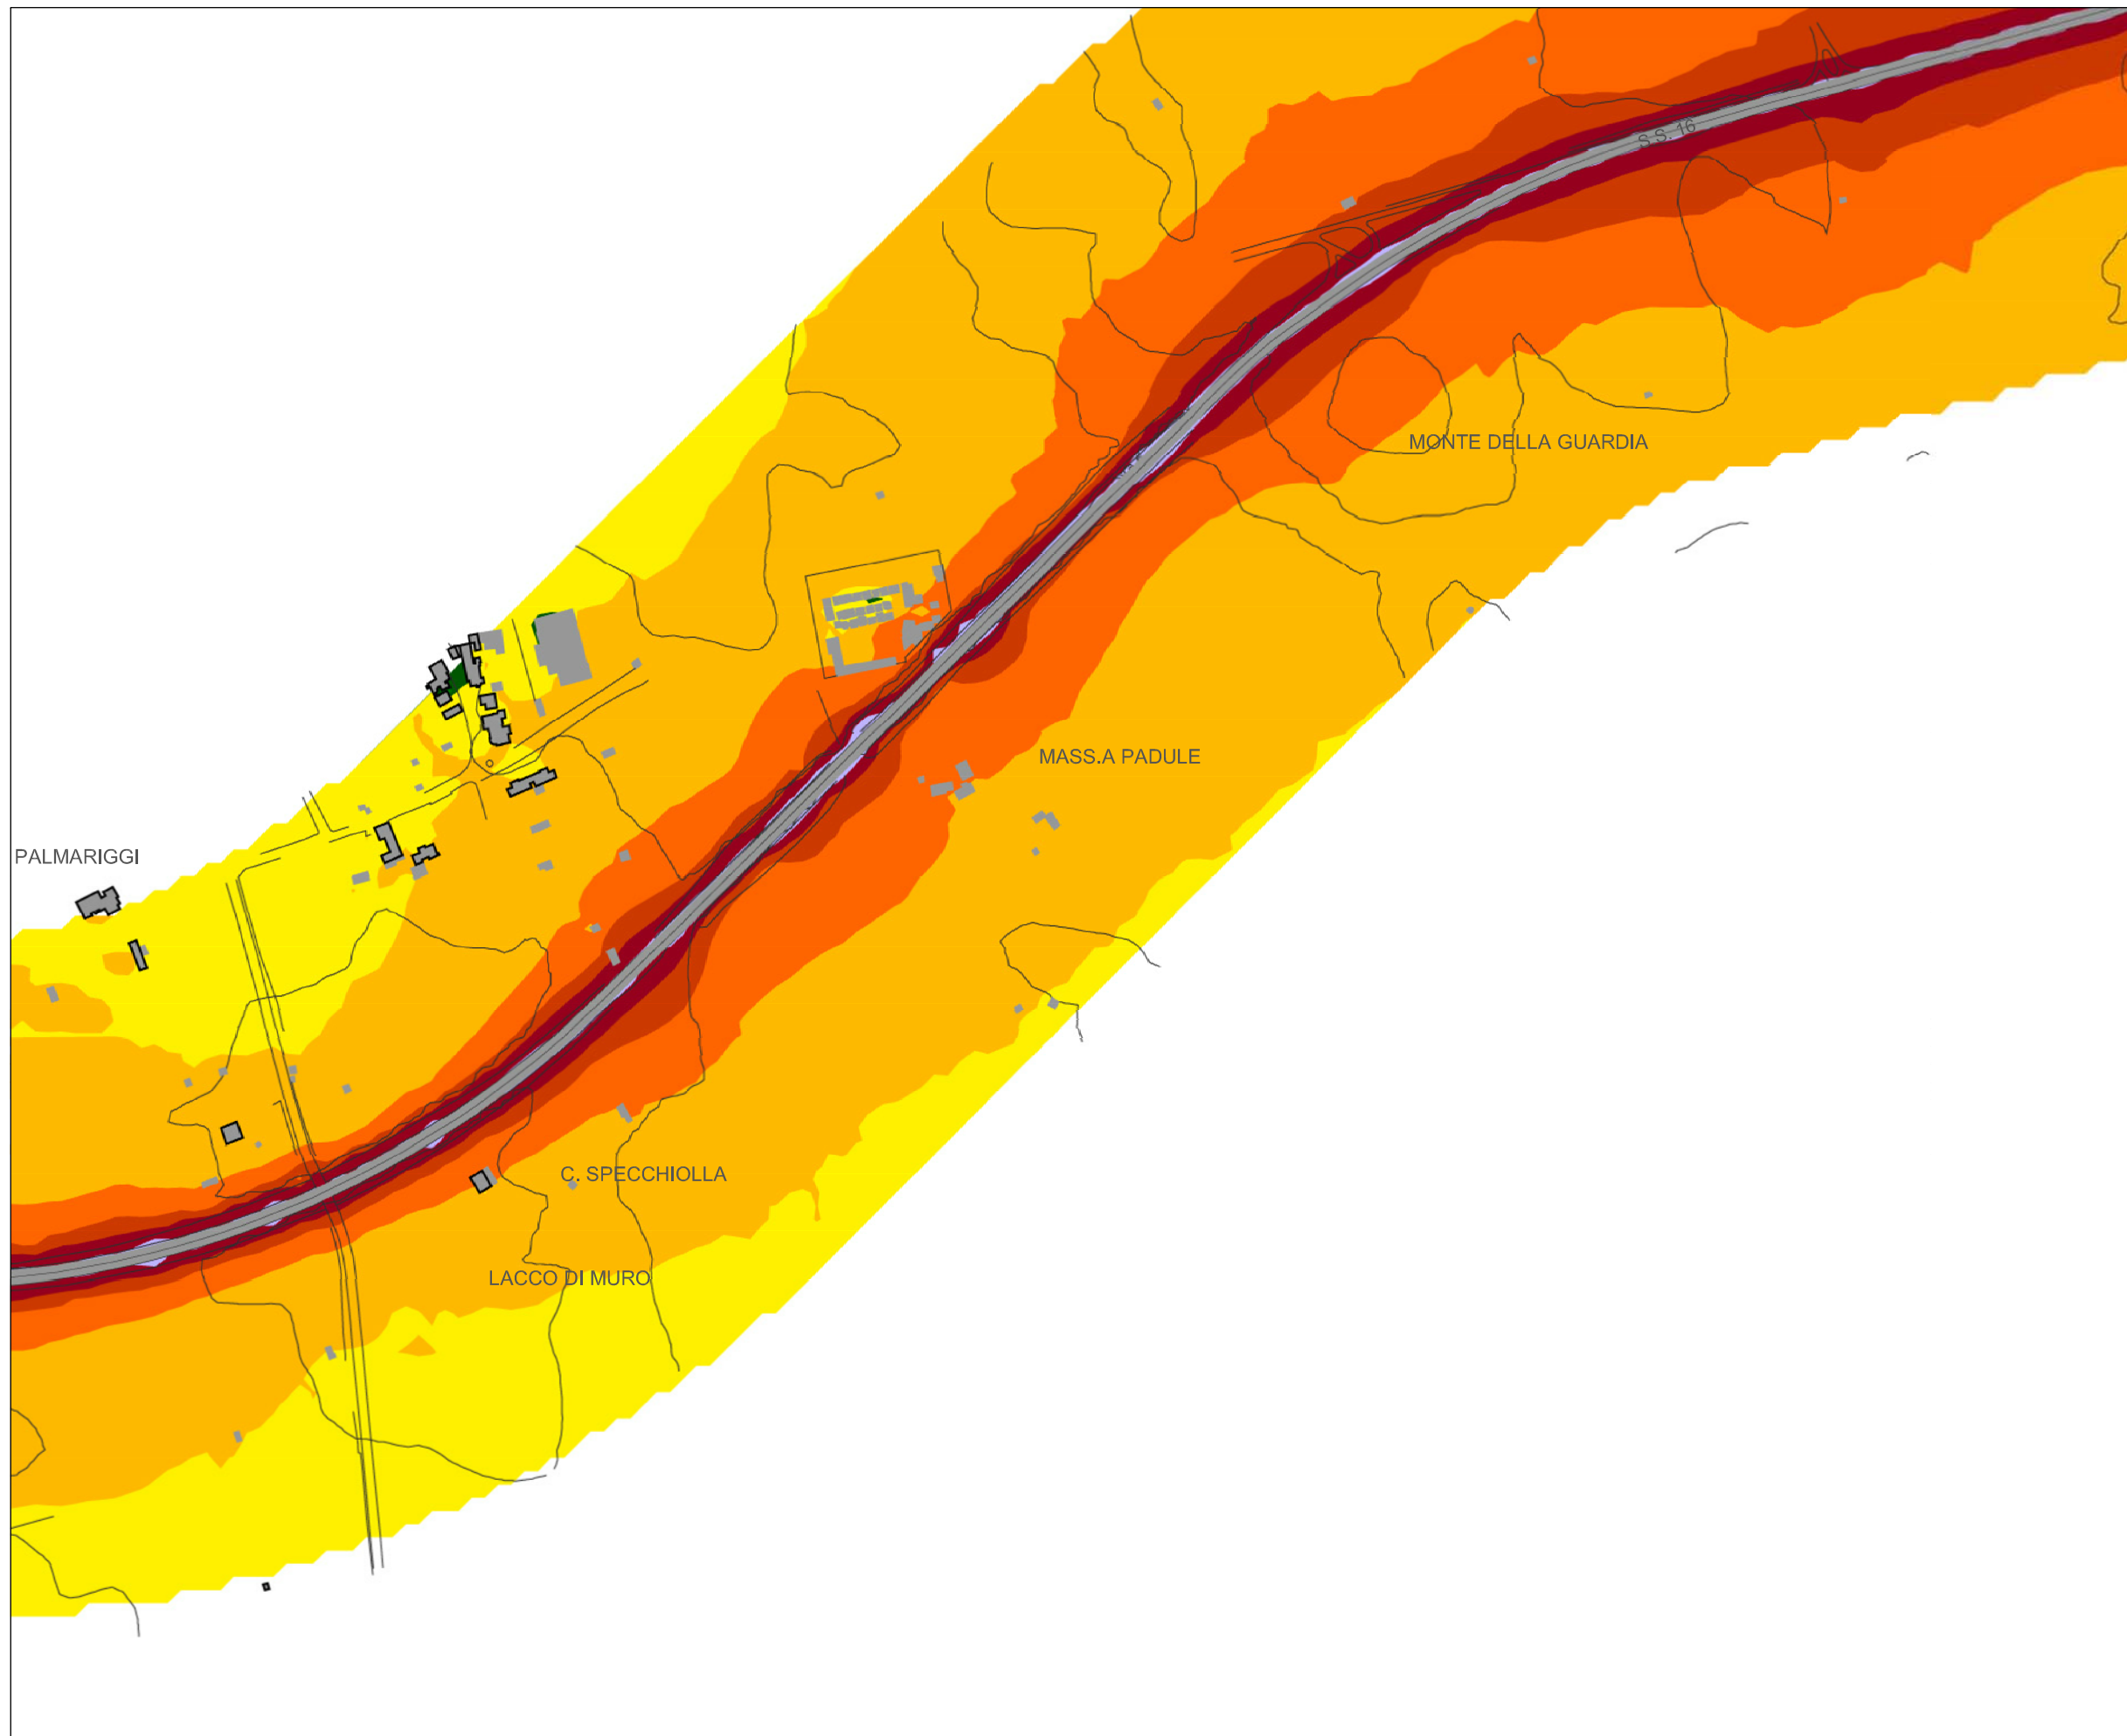 S.S. 16
MONTE DELLA GUARDIA
MASS.A PADULE
PALMARIGGI
C. SPECCHIOLLA
LACCO DI MURO